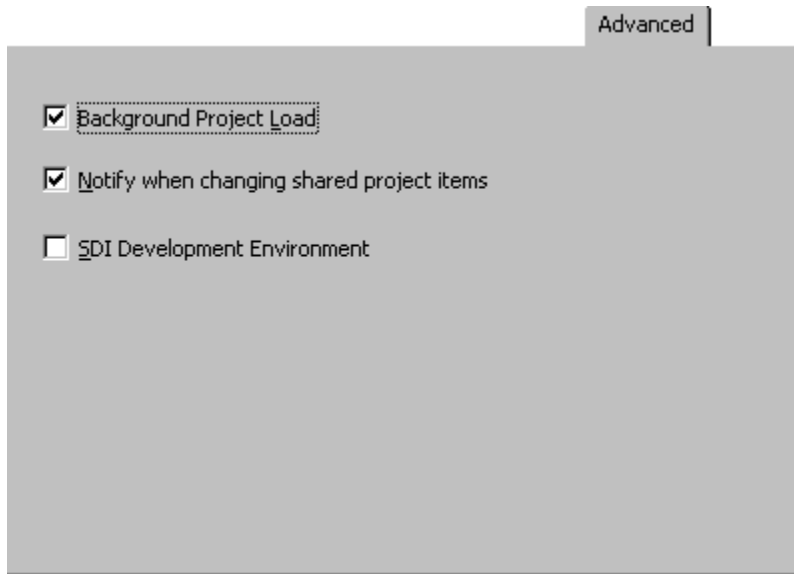 Advanced
Background Project Load
Notify when changing shared project items
SDI Development Environment